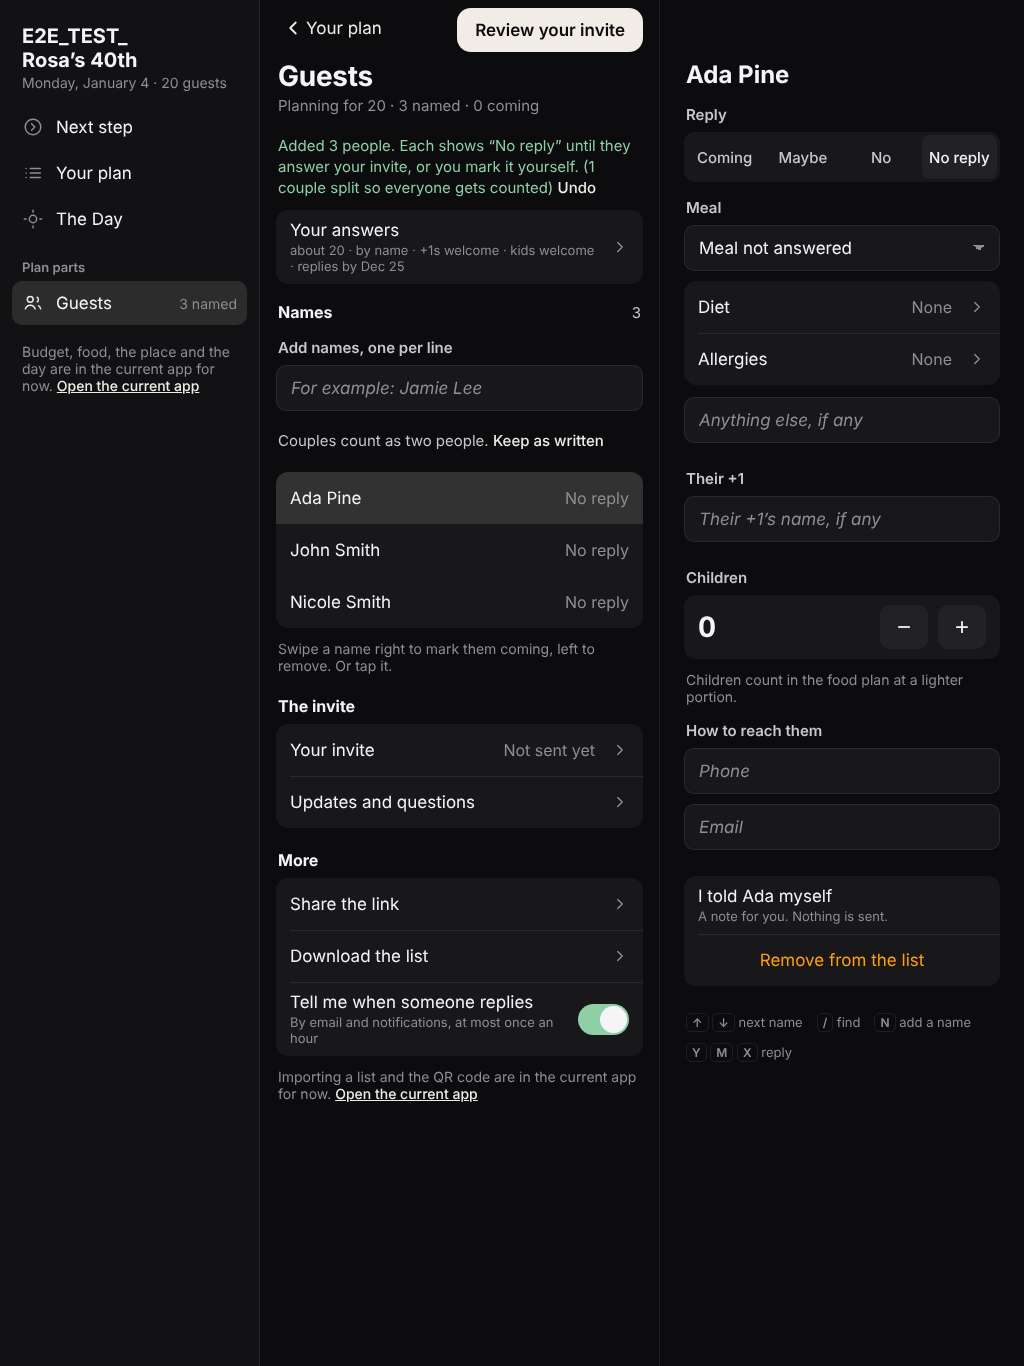 E2E_TEST_
Rosa’s 40th
Monday, January 4 · 20 guests
Next step
Your plan
The Day
Plan parts
Guests
3 named
Budget, food, the place and the
day are in the current app for
now. Open the current app
Your plan
Review your invite
Guests
Planning for 20 · 3 named · 0 coming
Added 3 people. Each shows “No reply” until they
answer your invite, or you mark it yourself. (1
couple split so everyone gets counted) Undo
Your answers
about 20 · by name · +1s welcome · kids welcome
· replies by Dec 25
Names
3
Add names, one per line
For example: Jamie Lee
Couples count as two people. Keep as written
Ada Pine
No reply
John Smith
No reply
Nicole Smith
No reply
Swipe a name right to mark them coming, left to
remove. Or tap it.
The invite
Your invite
Not sent yet
Updates and questions
More
Share the link
Download the list
Tell me when someone replies
By email and notifications, at most once an
hour
Importing a list and the QR code are in the current app
for now. Open the current app
Ada Pine
Reply
Coming
Maybe
No
No reply
Meal
Meal not answered
Diet
None
Allergies
None
Anything else, if any
Their +1
Their +1’s name, if any
Children
0
− +
Children count in the food plan at a lighter
portion.
How to reach them
Phone
Email
I told Ada myself
A note for you. Nothing is sent.
Remove from the list
↑ ↓ next name / find N add a name
Y M X reply